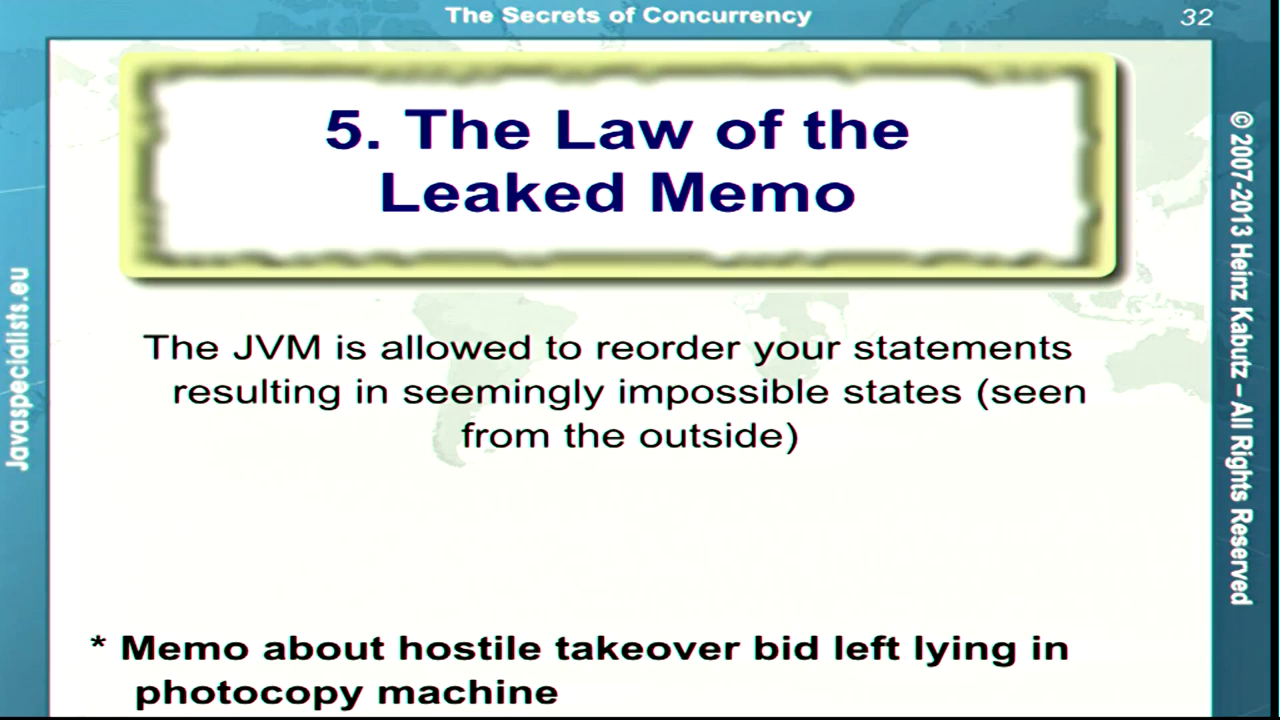 The Secrets of Concurrency
32
5. The Law of the
Leaked Memo
The JVM is allowed to reorder your statements
resulting in seemingly impossible states (seen
from the outside)
* Memo about hostile takeover bid left lying in
photocopy machine
Javaspecialists.eu
© 2007-2013 Heinz Kabutz – All Rights Reserved